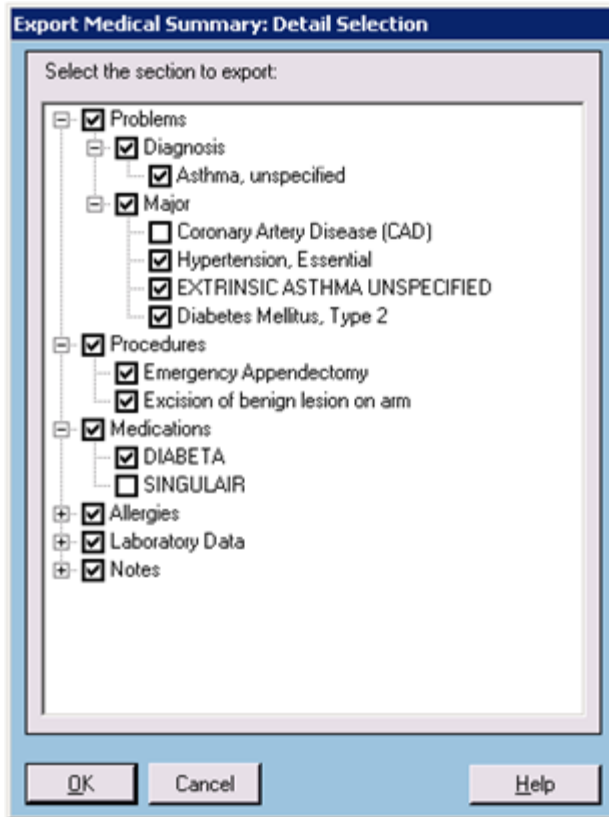 Export Medical Summary: Detail Selection
Select the section to export:
Problems
Diagnosis
Asthma, unspecified
Major
Coronary Artery Disease (CAD)
Hypertension, Essential
EXTRINSIC ASTHMA UNSPECIFIED
Diabetes Mellitus, Type 2
Procedures
Emergency Appendectomy
Excision of benign lesion on arm
Medications
DIABETA
SINGULAIR
Allergies
Laboratory Data
Notes
OK Cancel Help